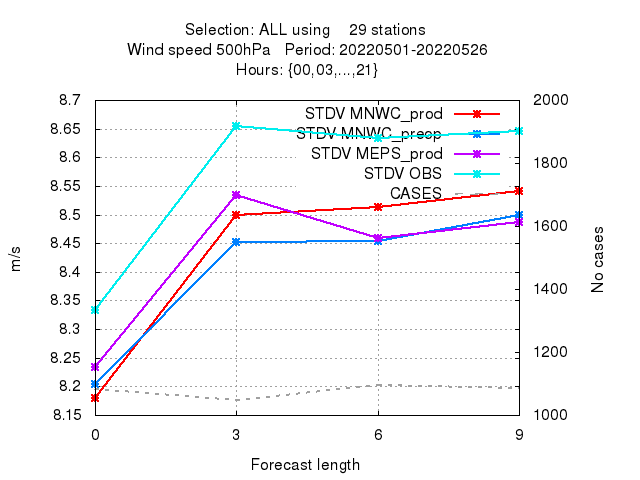 Selection: ALL using 29 stations
Wind speed 500hPa Period: 20220501-20220526
Hours: {00,03,...,21}
8.7
8.65
8.6
8.55
8.5
8.45
8.4
8.35
8.3
8.25
8.2
8.15
2000
1800
1600
1400
1200
1000
STDV MNWC_prod
STDV MNWC_preop
STDV MEPS_prod
STDV OBS
CASES
m/s
No cases
0 3 6 9
Forecast length